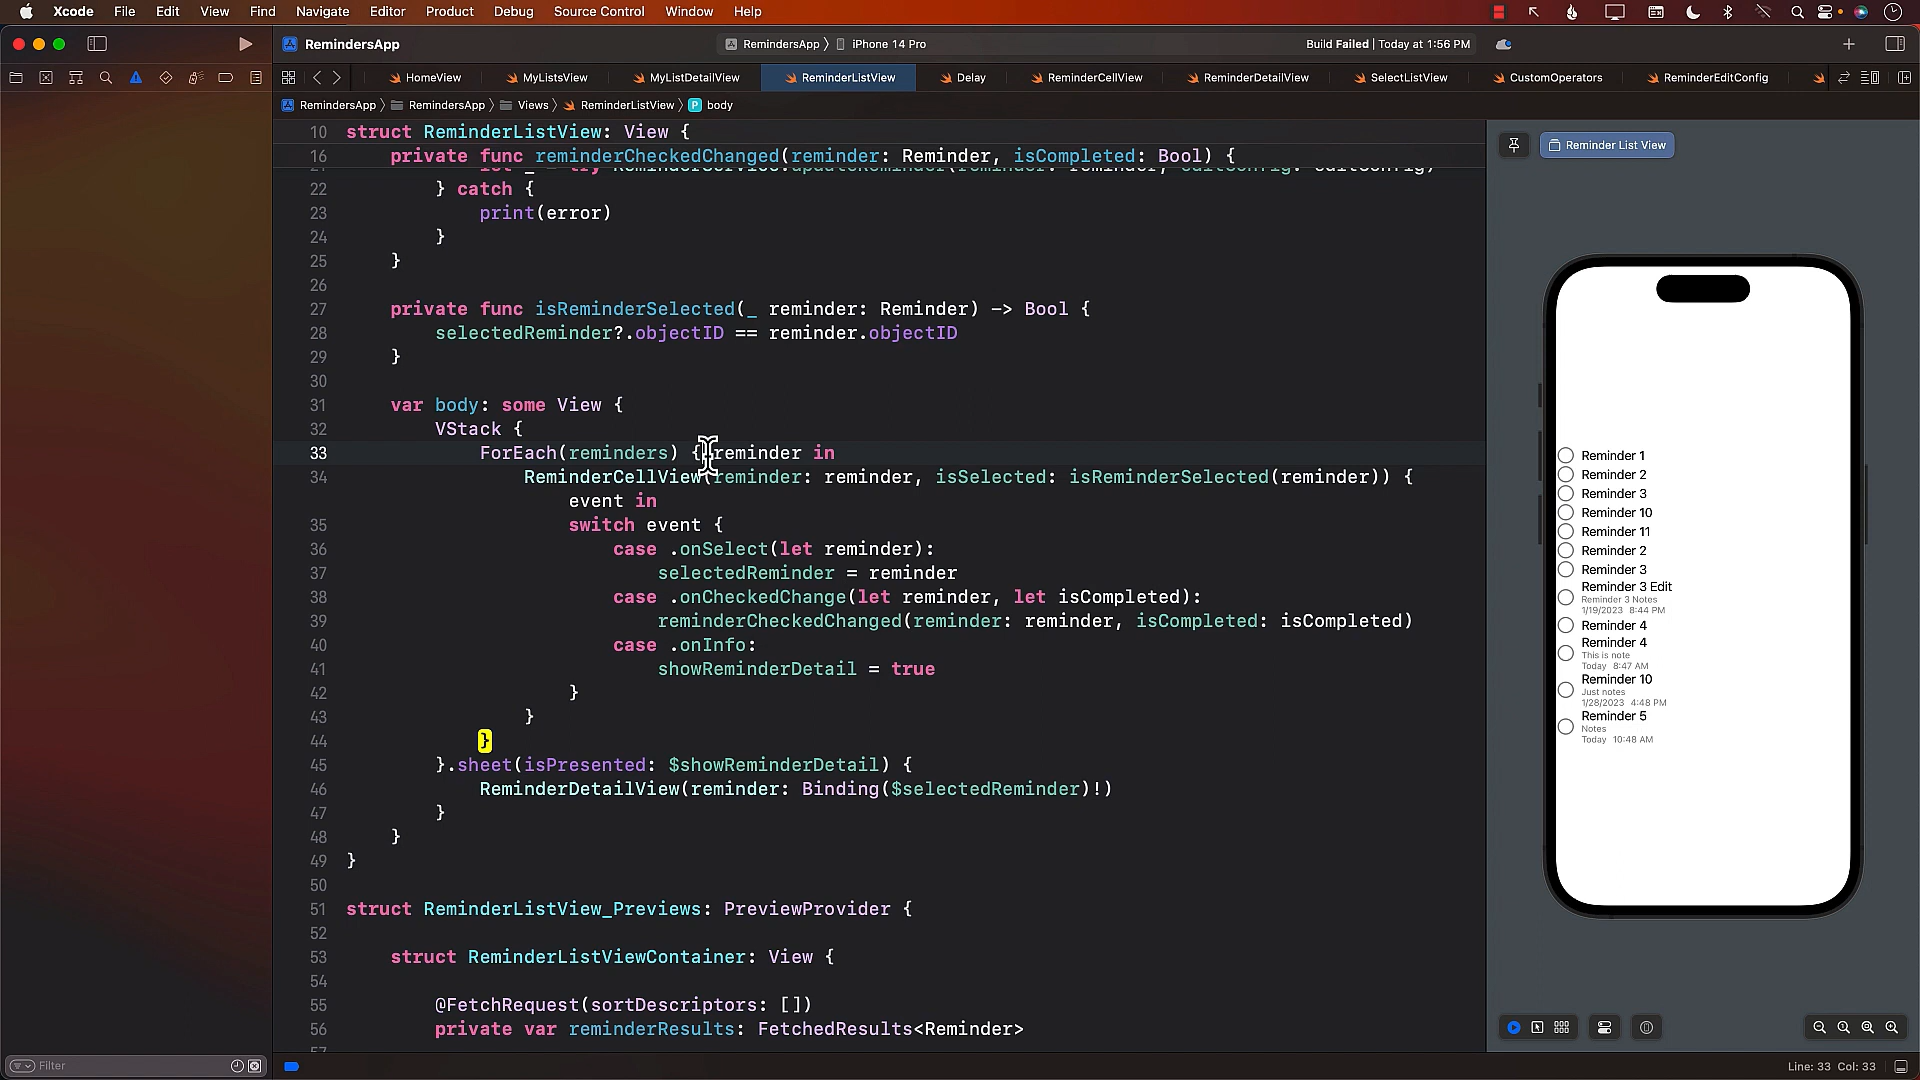 Xcode File Edit View Find Navigate Editor Product Debug Source Control Window Help
RemindersApp
RemindersApp 〉 iPhone 14 Pro
Build Failed | Today at 1:56 PM
HomeView MyListsView MyListDetailView ReminderListView Delay ReminderCellView ReminderDetailView SelectListView CustomOperators ReminderEditConfig
RemindersApp 〉 RemindersApp 〉 Views 〉 ReminderListView 〉 P body
10 struct ReminderListView: View {
16 private func reminderCheckedChanged(reminder: Reminder, isCompleted: Bool) {
22 } catch {
23 print(error)
24 }
25 }
26
27 private func isReminderSelected(_ reminder: Reminder) -> Bool {
28 selectedReminder?.objectID == reminder.objectID
29 }
30
31 var body: some View {
32 VStack {
33 ForEach(reminders) { reminder in
34 ReminderCellView(reminder: reminder, isSelected: isReminderSelected(reminder)) {
event in
35 switch event {
36 case .onSelect(let reminder):
37 selectedReminder = reminder
38 case .onCheckedChange(let reminder, let isCompleted):
39 reminderCheckedChanged(reminder: reminder, isCompleted: isCompleted)
40 case .onInfo:
41 showReminderDetail = true
42 }
43 }
44 }
45 }.sheet(isPresented: $showReminderDetail) {
46 ReminderDetailView(reminder: Binding($selectedReminder)!)
47 }
48 }
49 }
50
51 struct ReminderListView_Previews: PreviewProvider {
52
53 struct ReminderListViewContainer: View {
54
55 @FetchRequest(sortDescriptors: [])
56 private var reminderResults: FetchedResults<Reminder>
Reminder List View
Reminder 1
Reminder 2
Reminder 3
Reminder 10
Reminder 11
Reminder 2
Reminder 3
Reminder 3 Edit
Reminder 3 Notes
1/19/2023 8:44 PM
Reminder 4
Reminder 4
This is note
Today 8:47 AM
Reminder 10
Just notes
1/28/2023 4:48 PM
Reminder 5
Notes
Today 10:48 AM
Filter
Line: 33 Col: 33